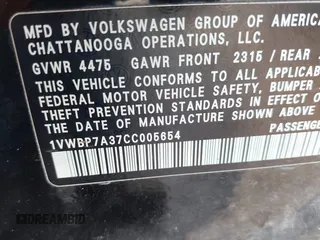 MFD BY VOLKSWAGEN GROUP OF AMERICA
CHATTANOOGA OPERATIONS, LLC.
GVWR 4475 GAWR FRONT 2315 / REAR
THIS VEHICLE CONFORMS TO ALL APPLICABLE
FEDERAL MOTOR VEHICLE SAFETY, BUMPER
THEFT PREVENTION STANDARDS IN EFFECT
DATE OF MANUFACTURE SHOWN ABOVE
1VWBP7A37CC005654 PASSENGE
DREAMBID